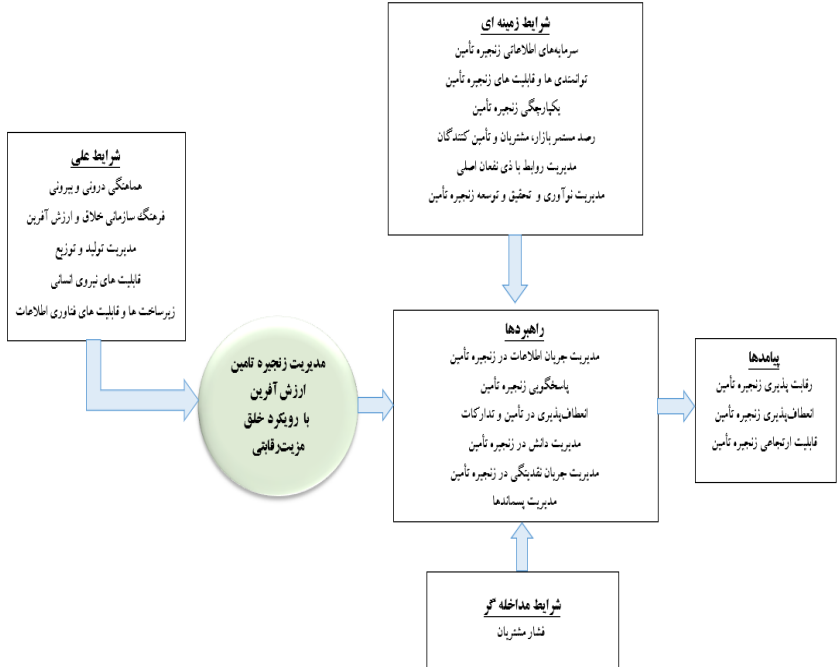 شرایط زمینه ای
سرمایه‌های اطلاعاتی زنجیره تأمین
توانمندی ها و قابلیت های زنجیره تأمین
یکپارچگی زنجیره تأمین
رصد مستمر بازار، مشتریان و تأمین کنندگان
مدیریت روابط با ذی نفعان اصلی
مدیریت نوآوری و تحقیق و توسعه زنجیره تأمین
شرایط علی
هماهنگی درونی و بیرونی
فرهنگ سازمانی خلاق و ارزش آفرین
مدیریت تولید و توزیع
قابلیت های نیروی انسانی
زیرساخت ها و قابلیت های فناوری اطلاعات
مدیریت زنجیره تامین
ارزش آفرین
با رویکرد خلق
مزیت‌رقابتی
راهبردها
مدیریت جریان اطلاعات در زنجیره تأمین
پاسخگویی زنجیره تأمین
انعطاف‌پذیری در تأمین و تدارکات
مدیریت دانش در زنجیره تأمین
مدیریت جریان نقدینگی در زنجیره تأمین
مدیریت پسماندها
پیامدها
رقابت پذیری زنجیره تأمین
انعطاف‌پذیری زنجیره تأمین
قابلیت ارتجاعی زنجیره تأمین
شرایط مداخله گر
فشار مشتریان